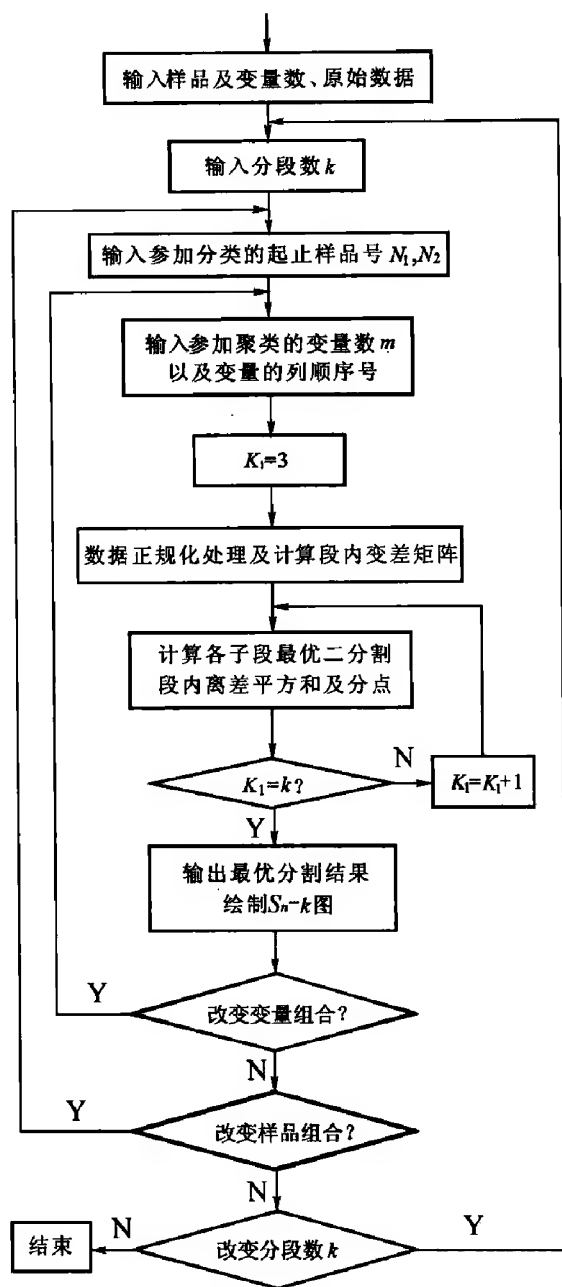 输入样品及变量数、原始数据
输入分段数k
输入参加分类的起止样品号 N₁,N₂
输入参加聚类的变量数m
以及变量的列顺序号
K₁=3
数据正规化处理及计算段内变差矩阵
计算各子段最优二分割
段内离差平方和及分点
K₁=k?
N
K₁=K₁+1
Y
输出最优分割结果
绘制Sₙ-k图
Y
改变变量组合?
N
Y
改变样品组合?
N
结束
N
改变分段数k
Y